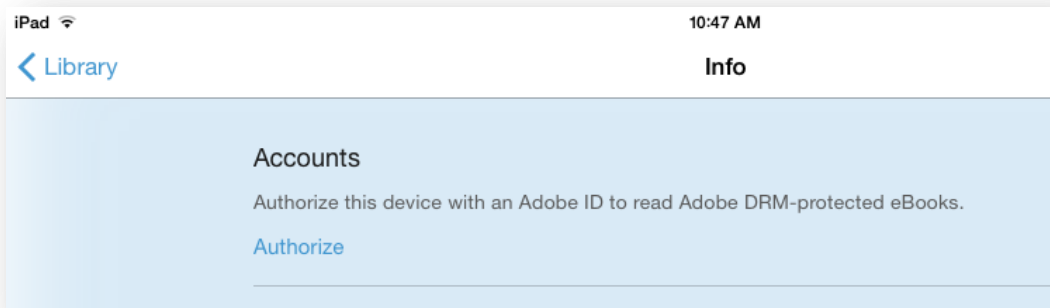 iPad 10:47 AM
Library Info
Accounts
Authorize this device with an Adobe ID to read Adobe DRM-protected eBooks.
Authorize